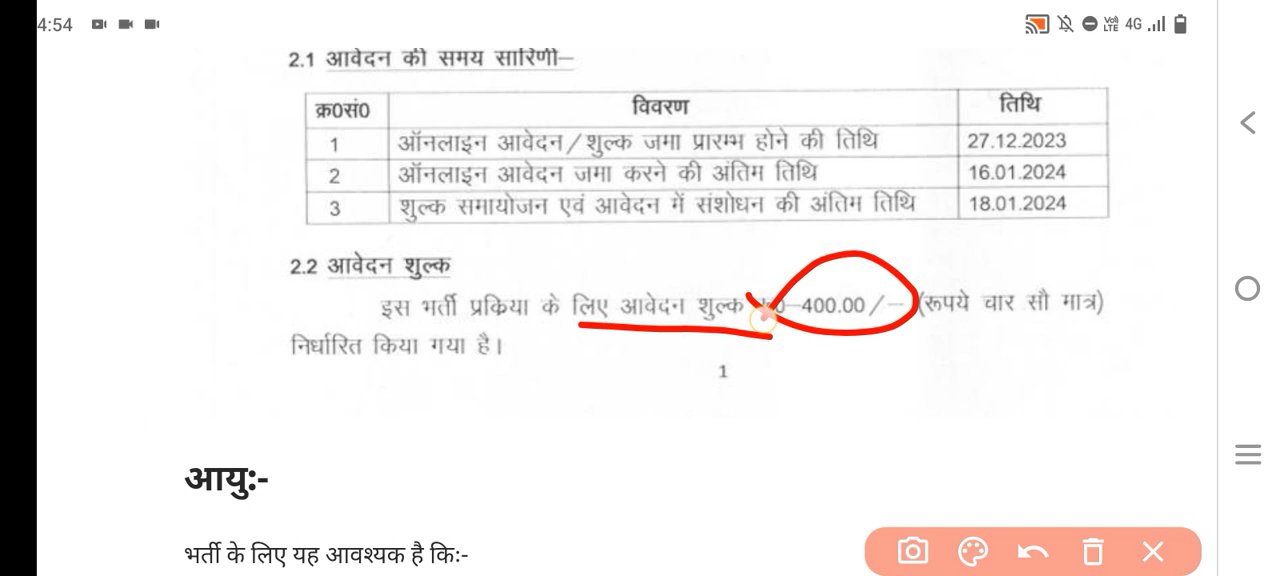 4:54
4G
2.1 आवेदन की समय सारिणी–
क्र0सं0 विवरण तिथि
1 ऑनलाइन आवेदन/शुल्क जमा प्रारम्भ होने की तिथि 27.12.2023
2 ऑनलाइन आवेदन जमा करने की अंतिम तिथि 16.01.2024
3 शुल्क समायोजन एवं आवेदन में संशोधन की अंतिम तिथि 18.01.2024
2.2 आवेदन शुल्क
इस भर्ती प्रकिया के लिए आवेदन शुल्क 400.00/– (रूपये चार सौ मात्र)
निर्धारित किया गया है।
1
आयु:-
भर्ती के लिए यह आवश्यक है कि:-